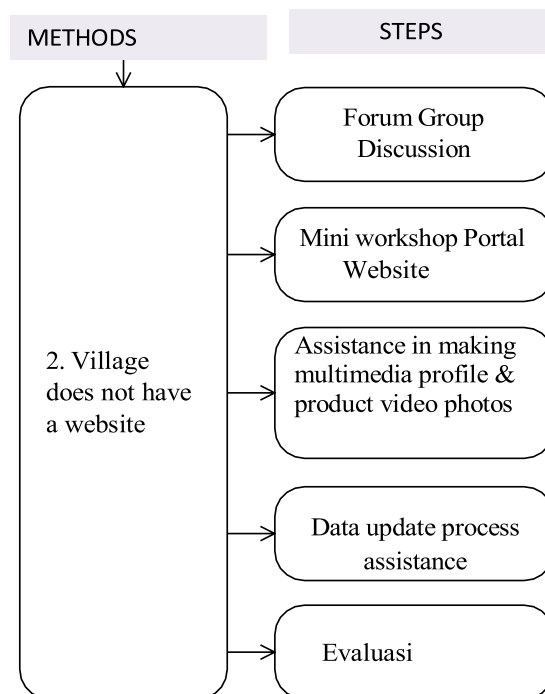 METHODS
STEPS
2. Village
does not have
a website
Forum Group
Discussion
Mini workshop Portal
Website
Assistance in making
multimedia profile &
product video photos
Data update process
assistance
Evaluasi